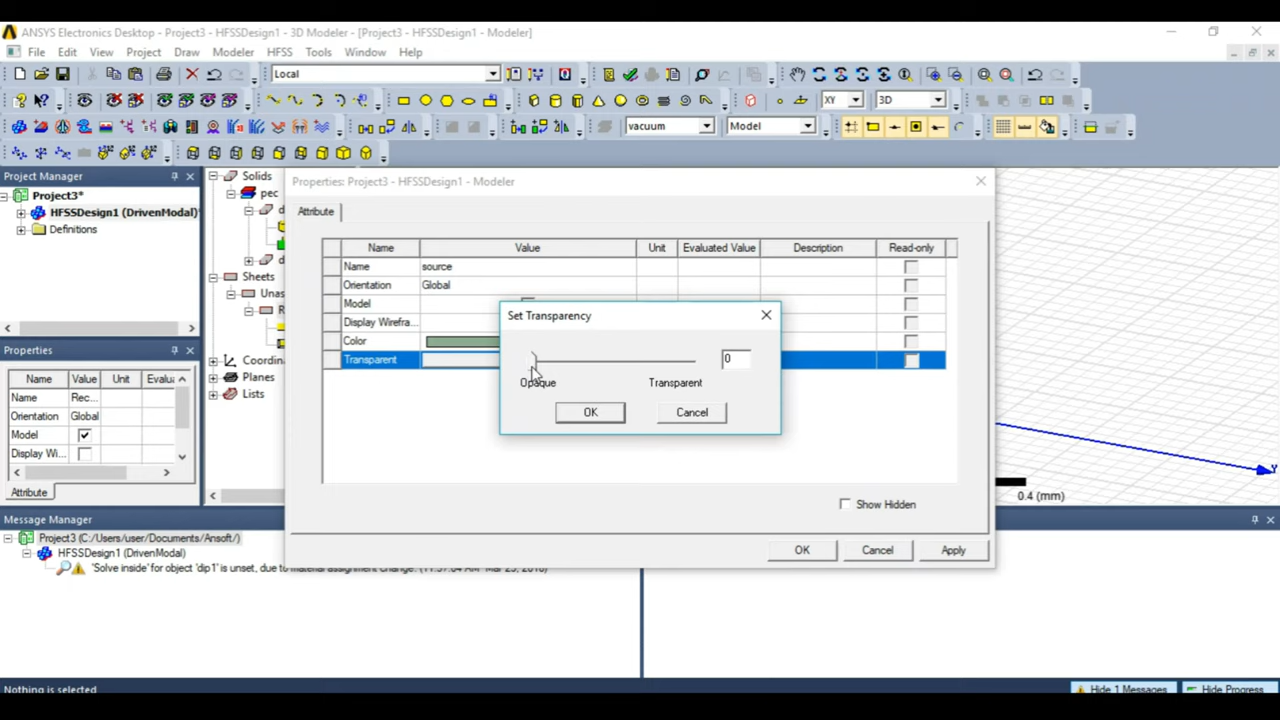 ANSYS Electronics Desktop - Project3 - HFSSDesign1 - 3D Modeler - [Project3 - HFSSDesign1 - Modeler]
File Edit View Project Draw Modeler HFSS Tools Window Help
Local
XY 3D
vacuum Model
Project Manager
Project3*
HFSSDesign1 (DrivenModal)
Definitions
Solids
pec
Sheets
Unas
Coordin
Planes
Lists
Properties: Project3 - HFSSDesign1 - Modeler
Attribute
Name Value Unit Evaluated Value Description Read-only
Name source
Orientation Global
Model
Display Wirefra...
Color
Transparent
Set Transparency
0
Opaque Transparent
OK Cancel
Show Hidden
OK Cancel Apply
Properties
Name Value Unit Evalua
Name Rec...
Orientation Global
Model
Display Wi...
Attribute
Y
0.4 (mm)
Message Manager
Project3 (C:/Users/user/Documents/Ansoft/)
HFSSDesign1 (DrivenModal)
'Solve inside' for object 'dip1' is unset, due to material assignment change.
Nothing is selected
Hide 1 Messages Hide Progress